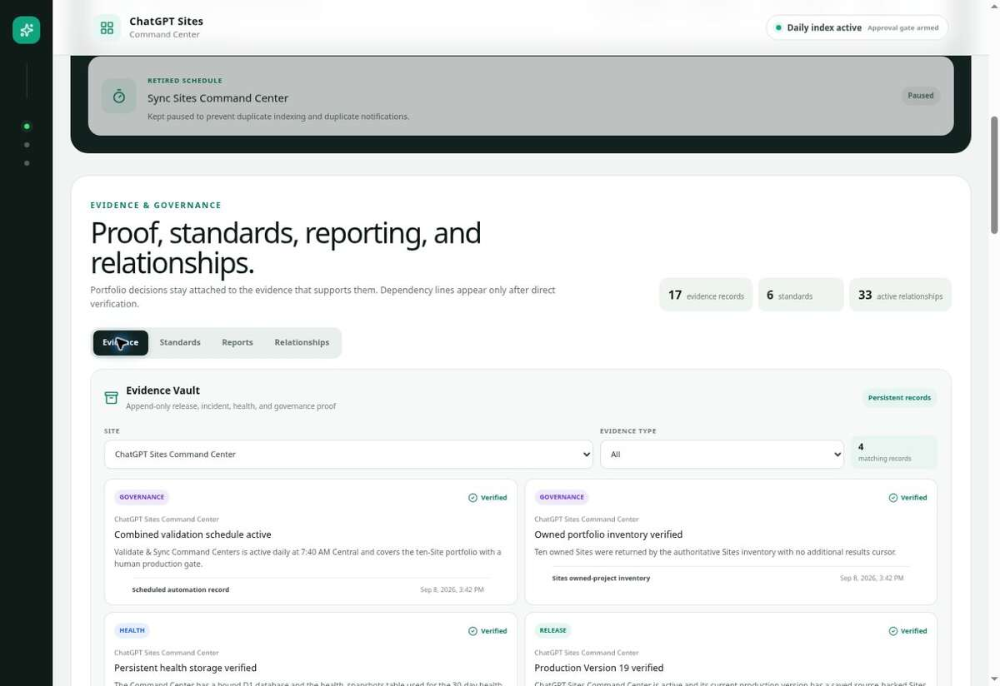 ChatGPT Sites
Command Center
Daily index active Approval gate armed
RETIRED SCHEDULE
Sync Sites Command Center
Kept paused to prevent duplicate indexing and duplicate notifications.
Paused
EVIDENCE & GOVERNANCE
Proof, standards, reporting, and
relationships.
Portfolio decisions stay attached to the evidence that supports them. Dependency lines appear only after direct
verification.
17 evidence records
6 standards
33 active relationships
Evidence Standards Reports Relationships
Evidence Vault
Append-only release, incident, health, and governance proof
Persistent records
SITE
ChatGPT Sites Command Center
EVIDENCE TYPE
All
4
matching records
GOVERNANCE
Verified
ChatGPT Sites Command Center
Combined validation schedule active
Validate & Sync Command Centers is active daily at 7:40 AM Central and covers the ten-Site portfolio with a
human production gate.
Scheduled automation record Sep 8, 2026, 3:42 PM
GOVERNANCE
Verified
ChatGPT Sites Command Center
Owned portfolio inventory verified
Ten owned Sites were returned by the authoritative Sites inventory with no additional results cursor.
Sites owned-project inventory Sep 8, 2026, 3:42 PM
HEALTH
Verified
ChatGPT Sites Command Center
Persistent health storage verified
The Command Center has a bound D1 database and the health_snapshots table used for the 30-day health
RELEASE
Verified
ChatGPT Sites Command Center
Production Version 19 verified
ChatGPT Sites Command Center is active and its current production version has a saved source-backed Sites